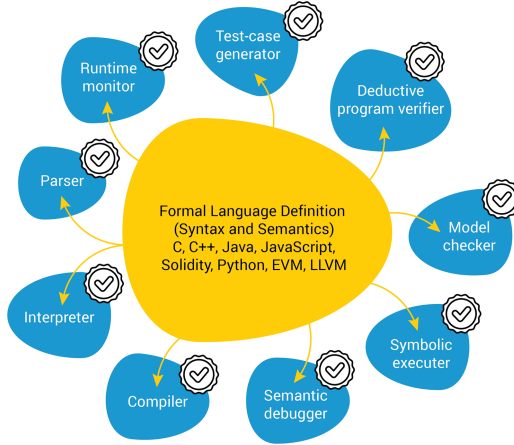 Test-case
generator
Runtime
monitor
Deductive
program verifier
Parser
Formal Language Definition
(Syntax and Semantics)
C, C++, Java, JavaScript,
Solidity, Python, EVM, LLVM
Model
checker
Interpreter
Symbolic
executer
Compiler
Semantic
debugger